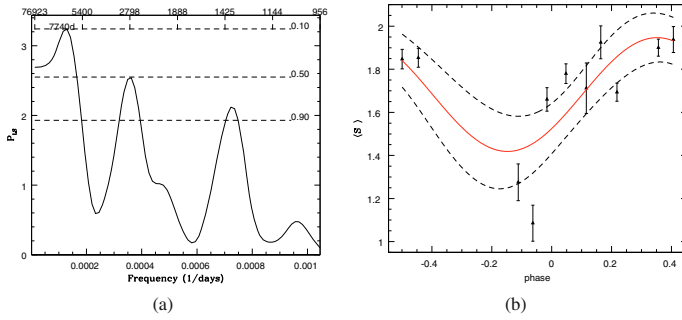 76923 5400 2798 1888 1425 1144 956
7740d
0.10
3
0.50
2
0.90
1
0
P_LS
0.0002 0.0004 0.0006 0.0008 0.001
Frequency (1/days)
(a)
2
1.8
1.6
1.4
1.2
1
⟨S⟩
-0.4 -0.2 0 0.2 0.4
phase
(b)